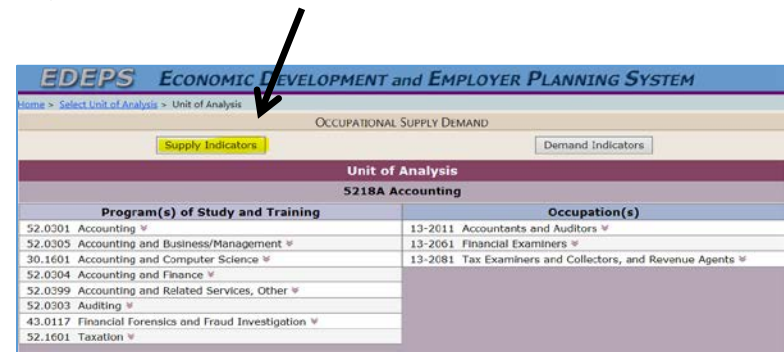 EDEPS ECONOMIC DEVELOPMENT and EMPLOYER PLANNING SYSTEM
Home > Select Unit of Analysis > Unit of Analysis
OCCUPATIONAL SUPPLY DEMAND
Supply Indicators Demand Indicators
Unit of Analysis
5218A Accounting
Program(s) of Study and Training Occupation(s)
52.0301 Accounting 13-2011 Accountants and Auditors
52.0305 Accounting and Business/Management 13-2061 Financial Examiners
30.1601 Accounting and Computer Science 13-2081 Tax Examiners and Collectors, and Revenue Agents
52.0304 Accounting and Finance
52.0399 Accounting and Related Services, Other
52.0303 Auditing
43.0117 Financial Forensics and Fraud Investigation
52.1601 Taxation